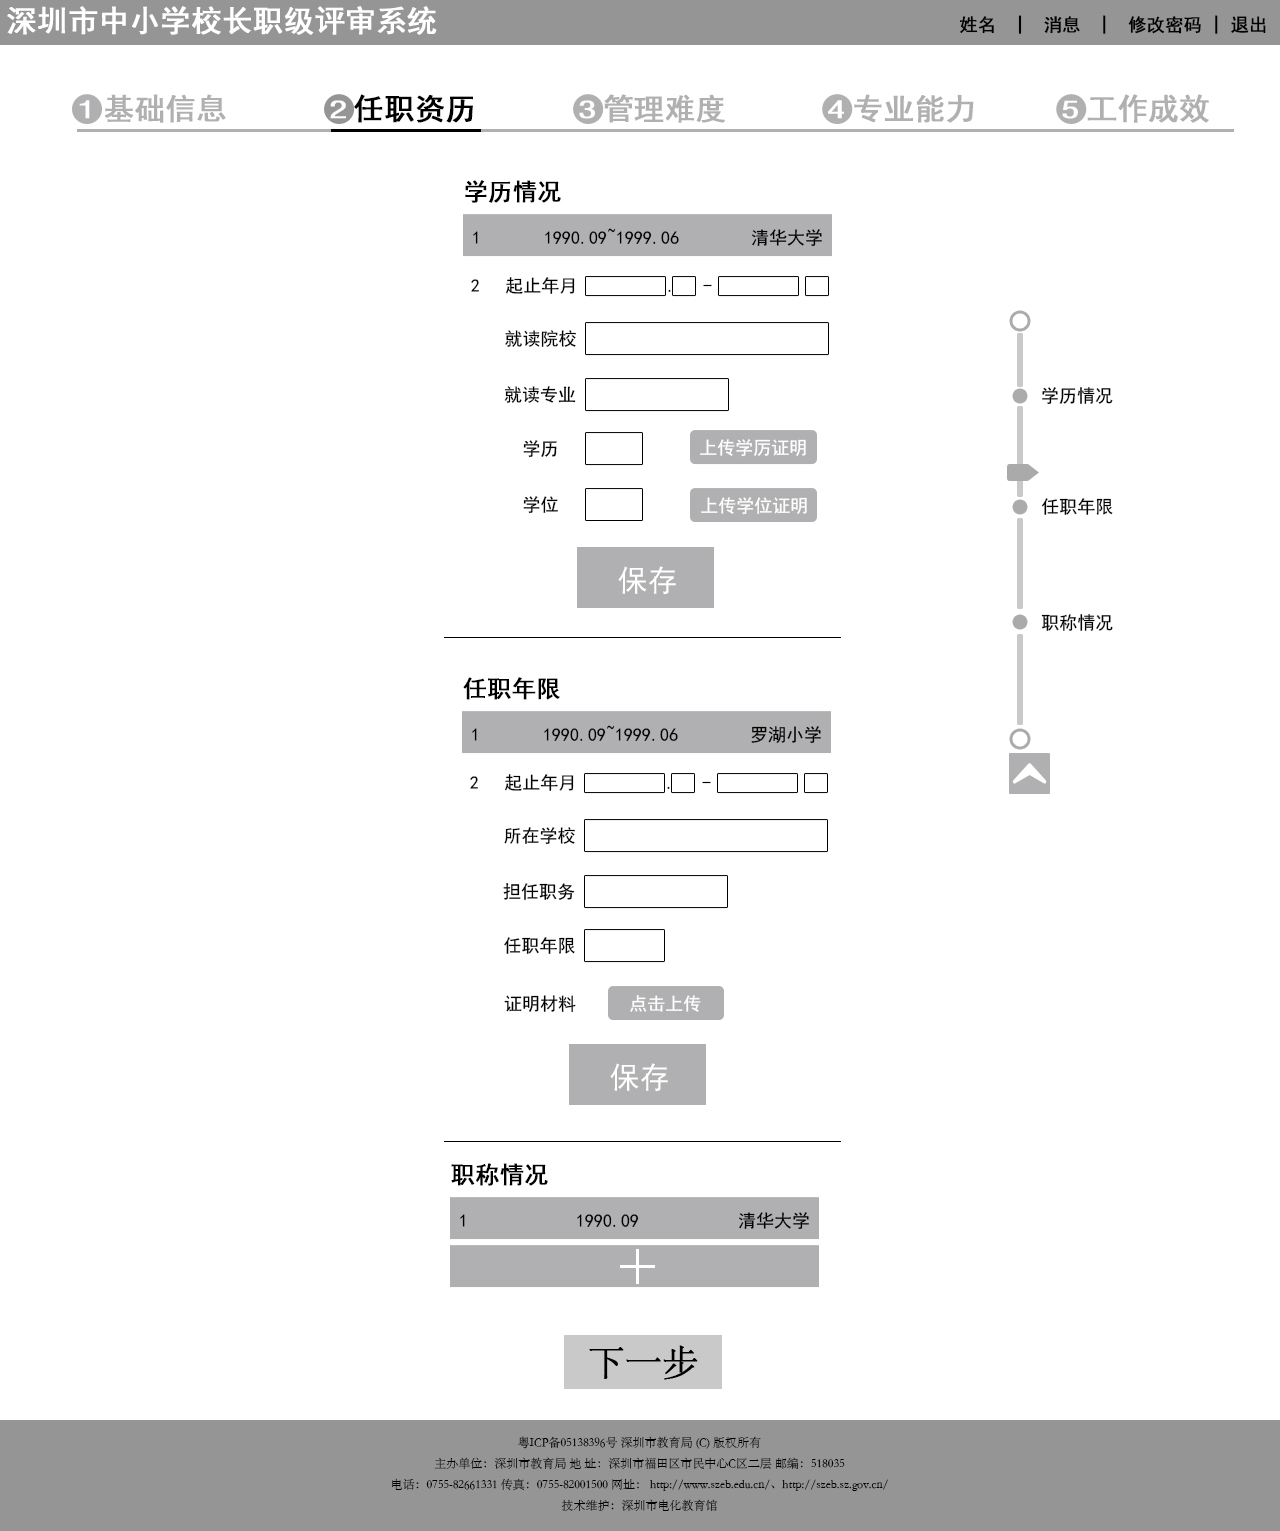 深圳市中小学校长职级评审系统
姓名 | 消息 | 修改密码 | 退出
1基础信息 2任职资历 3管理难度 4专业能力 5工作成效
学历情况
1 1990.09~1999.06 清华大学
2 起止年月 . -
就读院校
就读专业
学历 上传学厉证明
学位 上传学位证明
保存
学历情况
任职年限
职称情况
任职年限
1 1990.09~1999.06 罗湖小学
2 起止年月 . -
所在学校
担任职务
任职年限
证明材料 点击上传
保存
职称情况
1 1990.09 清华大学
下一步
粤ICP备05138396号 深圳市教育局 (C) 版权所有
主办单位：深圳市教育局 地 址：深圳市福田区市民中心C区二层 邮编：518035
电话：0755-82661331 传真：0755-82001500 网址： http://www.szeb.edu.cn/、http://szeb.sz.gov.cn/
技术维护：深圳市电化教育馆